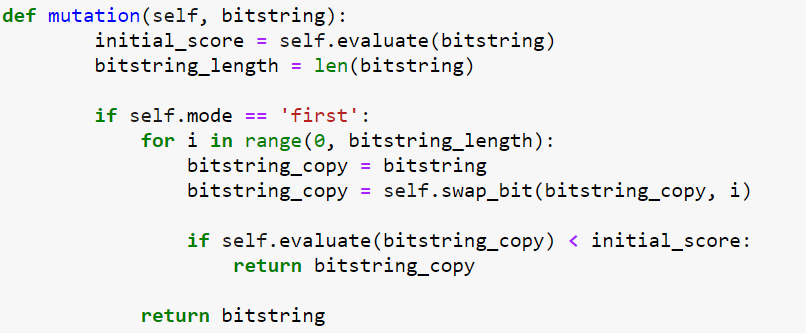 def mutation(self, bitstring):
        initial_score = self.evaluate(bitstring)
        bitstring_length = len(bitstring)

        if self.mode == 'first':
            for i in range(0, bitstring_length):
                bitstring_copy = bitstring
                bitstring_copy = self.swap_bit(bitstring_copy, i)

                if self.evaluate(bitstring_copy) < initial_score:
                    return bitstring_copy

            return bitstring